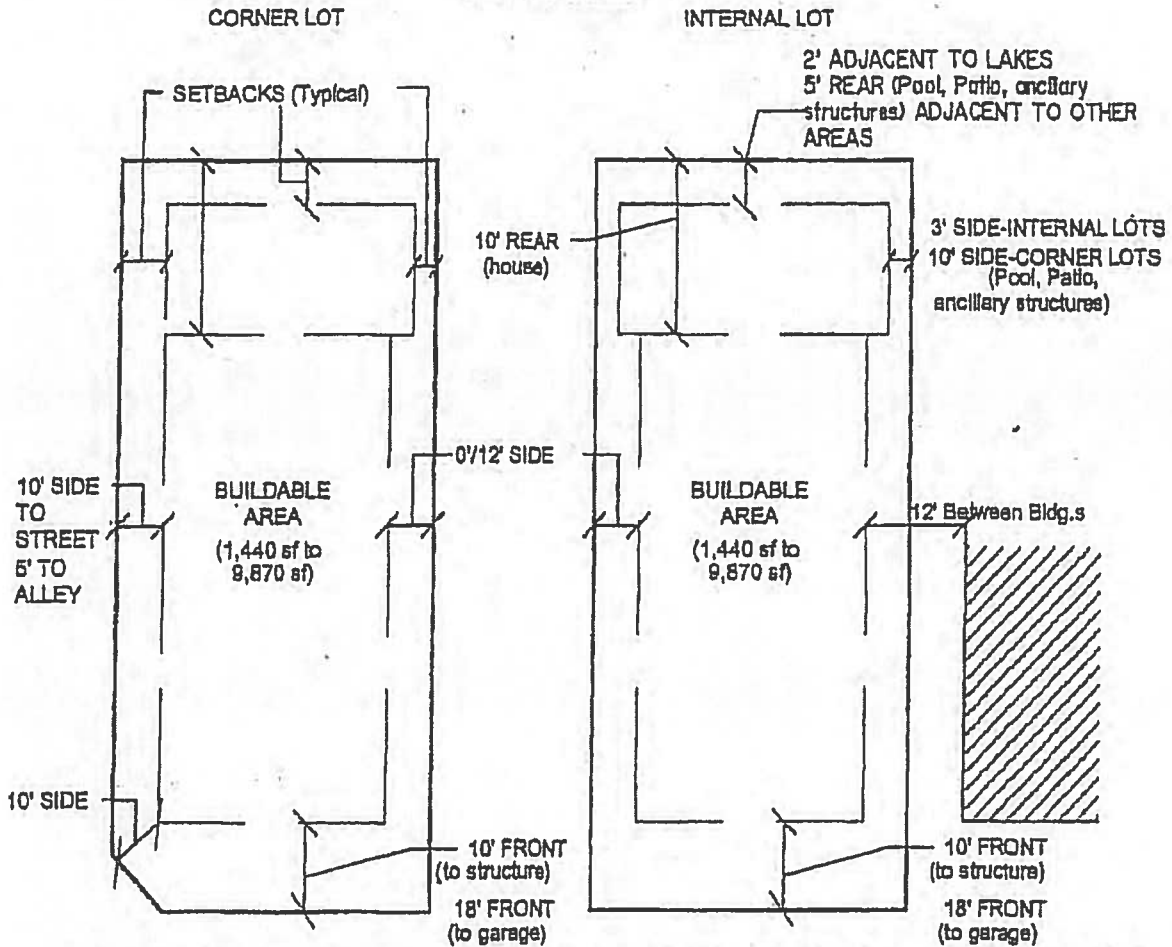 CORNER LOT
INTERNAL LOT
SETBACKS (Typical)
2' ADJACENT TO LAKES
5' REAR (Pool, Patio, ancillary
structures) ADJACENT TO OTHER
AREAS
10' REAR
(house)
3' SIDE-INTERNAL LOTS
10' SIDE-CORNER LOTS
(Pool, Patio,
ancillary structures)
0'/12' SIDE
10' SIDE
TO
STREET
5' TO
ALLEY
BUILDABLE
AREA
(1,440 sf to
9,870 sf)
BUILDABLE
AREA
(1,440 sf to
9,870 sf)
12' Between Bldg.s
10' SIDE
10' FRONT
(to structure)
18' FRONT
(to garage)
10' FRONT
(to structure)
18' FRONT
(to garage)